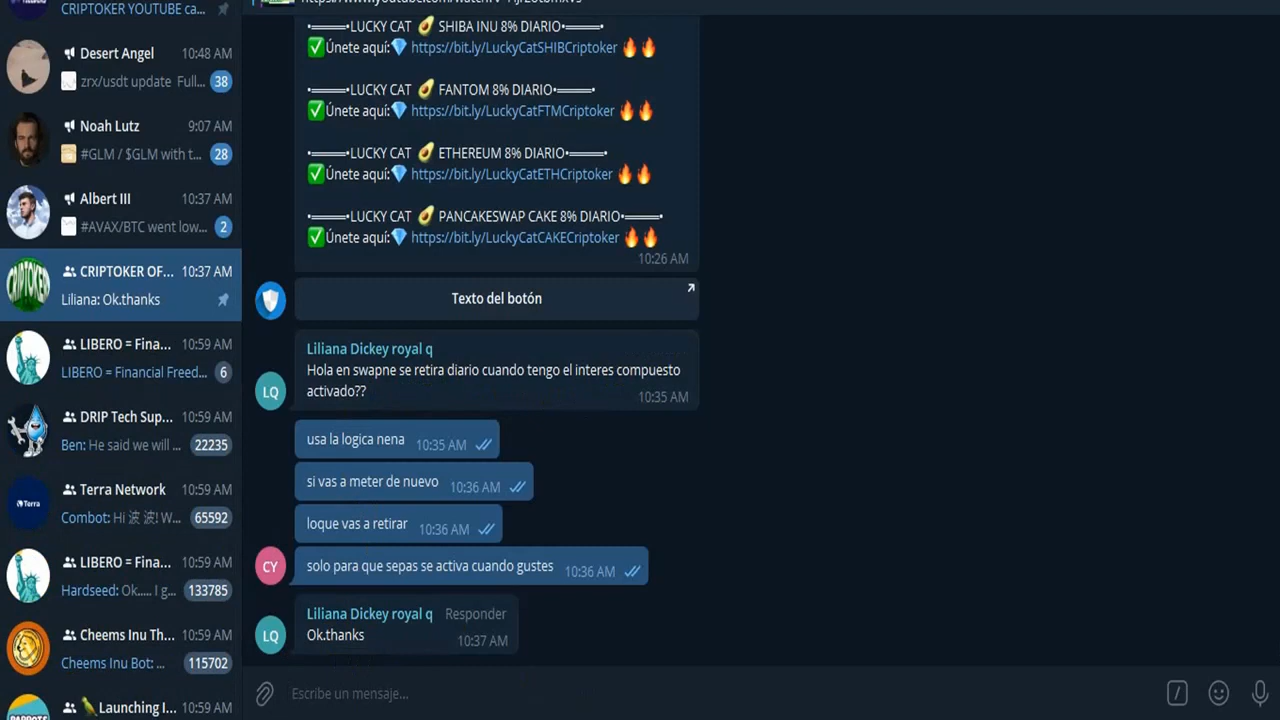 CRIPTOKER YOUTUBE ca...
Desert Angel 10:48 AM
zrx/usdt update Full... 38
Noah Lutz 9:07 AM
#GLM / $GLM with t... 28
Albert III 10:37 AM
#AVAX/BTC went low... 2
CRIPTOKER OF... 10:37 AM
Liliana: Ok.thanks
LIBERO = Fina... 10:59 AM
LIBERO = Financial Freed... 6
DRIP Tech Sup... 10:59 AM
Ben: He said we will ... 22235
Terra Network 10:59 AM
Terra
Combot: Hi 波 波! W... 65592
LIBERO = Fina... 10:59 AM
Hardseed: Ok..... I g... 133785
Cheems Inu Th... 10:59 AM
Cheems Inu Bot: ... 115702
🦜Launching I... 10:59 AM
•═══•LUCKY CAT 🥑 SHIBA INU 8% DIARIO•═══•
✅Únete aquí:💎 https://bit.ly/LuckyCatSHIBCriptoker 🔥🔥
•═══•LUCKY CAT 🥑 FANTOM 8% DIARIO•═══•
✅Únete aquí:💎 https://bit.ly/LuckyCatFTMCriptoker 🔥🔥
•═══•LUCKY CAT 🥑 ETHEREUM 8% DIARIO•═══•
✅Únete aquí:💎 https://bit.ly/LuckyCatETHCriptoker 🔥🔥
•═══•LUCKY CAT 🥑 PANCAKESWAP CAKE 8% DIARIO•═══•
✅Únete aquí:💎 https://bit.ly/LuckyCatCAKECriptoker 🔥🔥
10:26 AM
Texto del botón
Liliana Dickey royal q
Hola en swapne se retira diario cuando tengo el interes compuesto
activado??
10:35 AM
LQ
usa la logica nena 10:35 AM
si vas a meter de nuevo 10:36 AM
loque vas a retirar 10:36 AM
CY
solo para que sepas se activa cuando gustes 10:36 AM
Liliana Dickey royal q Responder
LQ
Ok.thanks 10:37 AM
Escribe un mensaje...